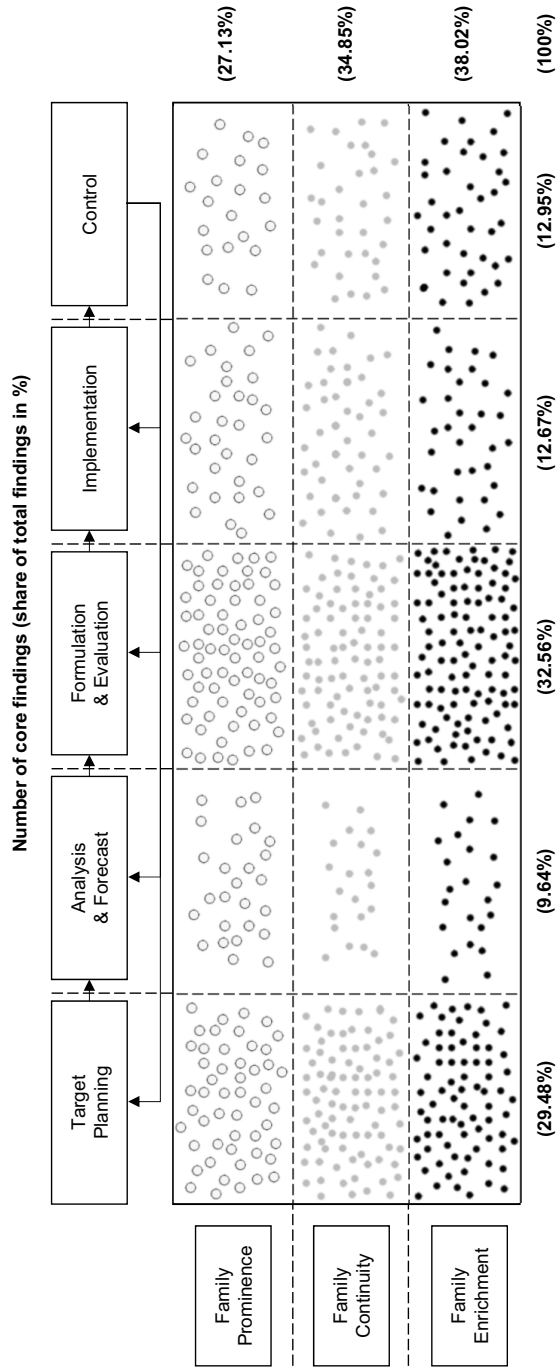 Number of core findings (share of total findings in %)
Target
Planning
Analysis
& Forecast
Formulation
& Evaluation
Implementation
Control
Family
Prominence
(27.13%)
Family
Continuity
(34.85%)
Family
Enrichment
(38.02%)
(29.48%)
(9.64%)
(32.56%)
(12.67%)
(12.95%)
(100%)